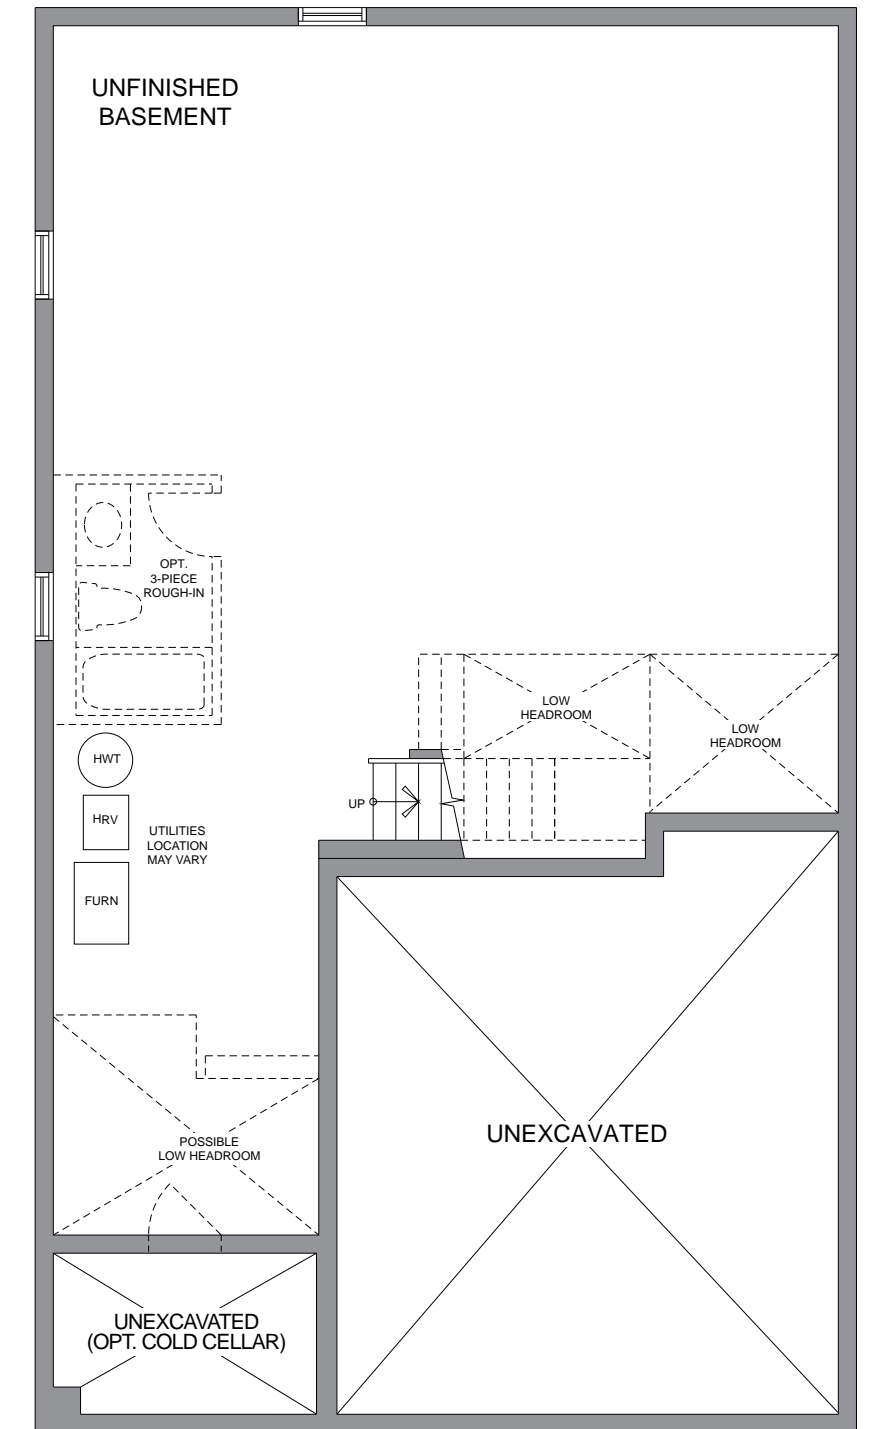 UNFINISHED
BASEMENT
OPT.
3-PIECE
ROUGH-IN
LOW
HEADROOM
LOW
HEADROOM
HWT
UP
HRV
UTILITIES
LOCATION
MAY VARY
FURN
UNEXCAVATED
POSSIBLE
LOW HEADROOM
UNEXCAVATED
(OPT. COLD CELLAR)